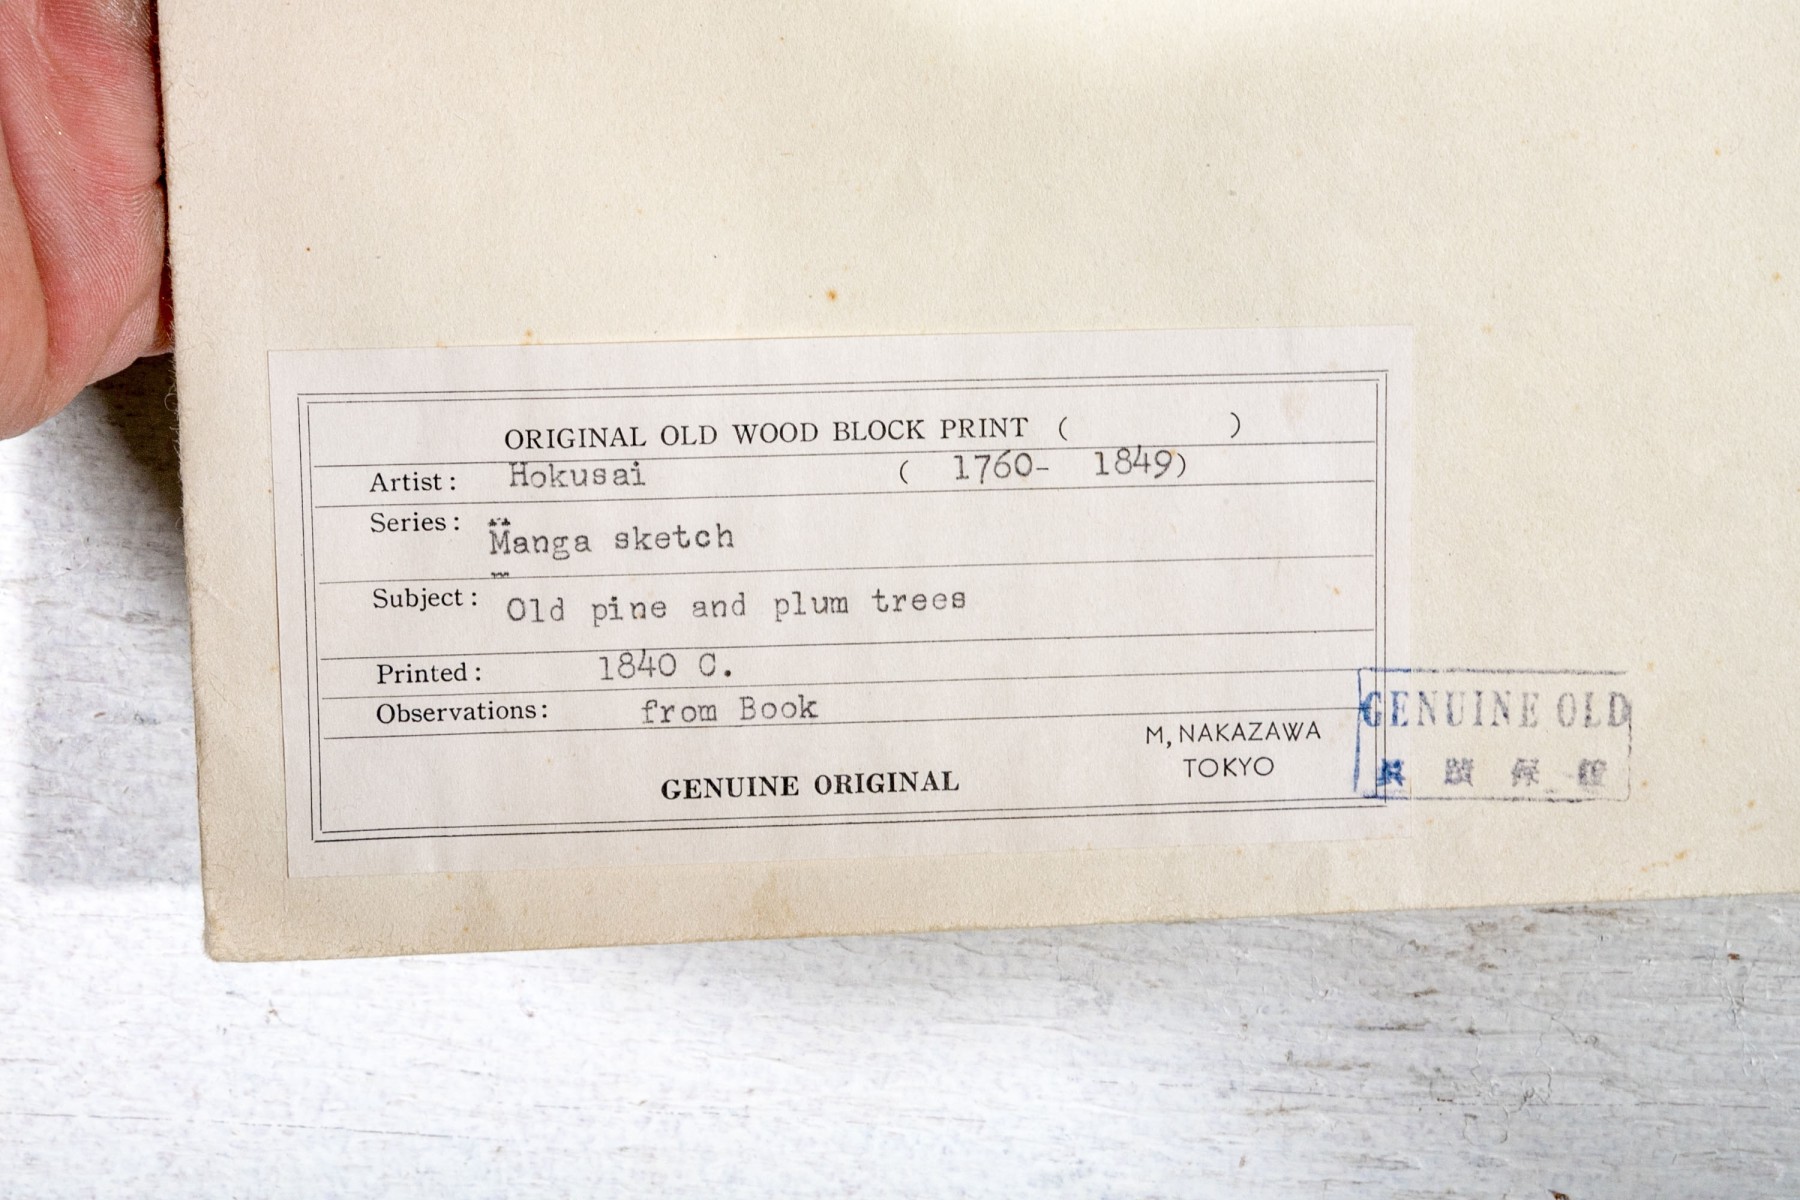 ORIGINAL OLD WOOD BLOCK PRINT ( )
Artist: Hokusai ( 1760- 1849)
Series: Manga sketch
Subject: Old pine and plum trees
Printed: 1840 C.
Observations: from Book
M, NAKAZAWA
TOKYO
GENUINE ORIGINAL
GENUINE OLD
保